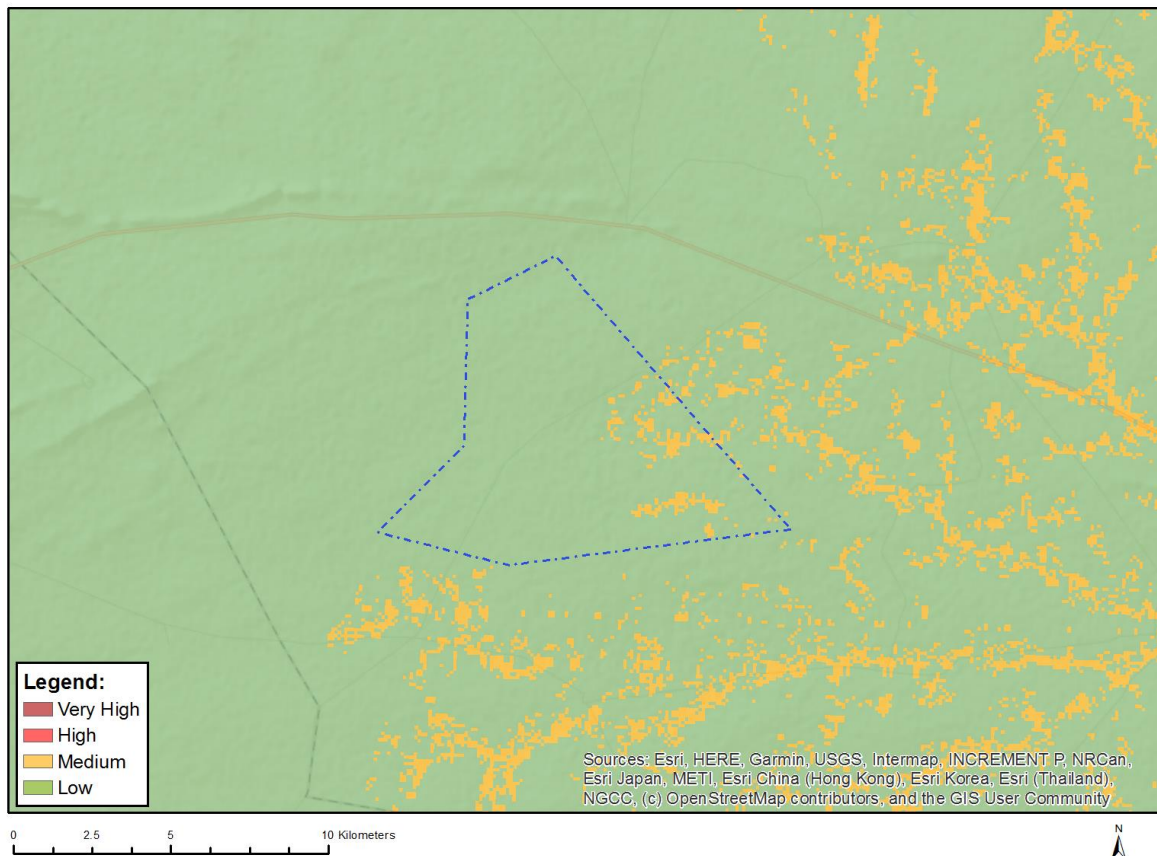 Legend:
Very High
High
Medium
Low
Sources: Esri, HERE, Garmin, USGS, Intermap, INCREMENT P, NRCan,
Esri Japan, METI, Esri China (Hong Kong), Esri Korea, Esri (Thailand),
NGCC, (c) OpenStreetMap contributors, and the GIS User Community
0 2.5 5 10 Kilometers
N